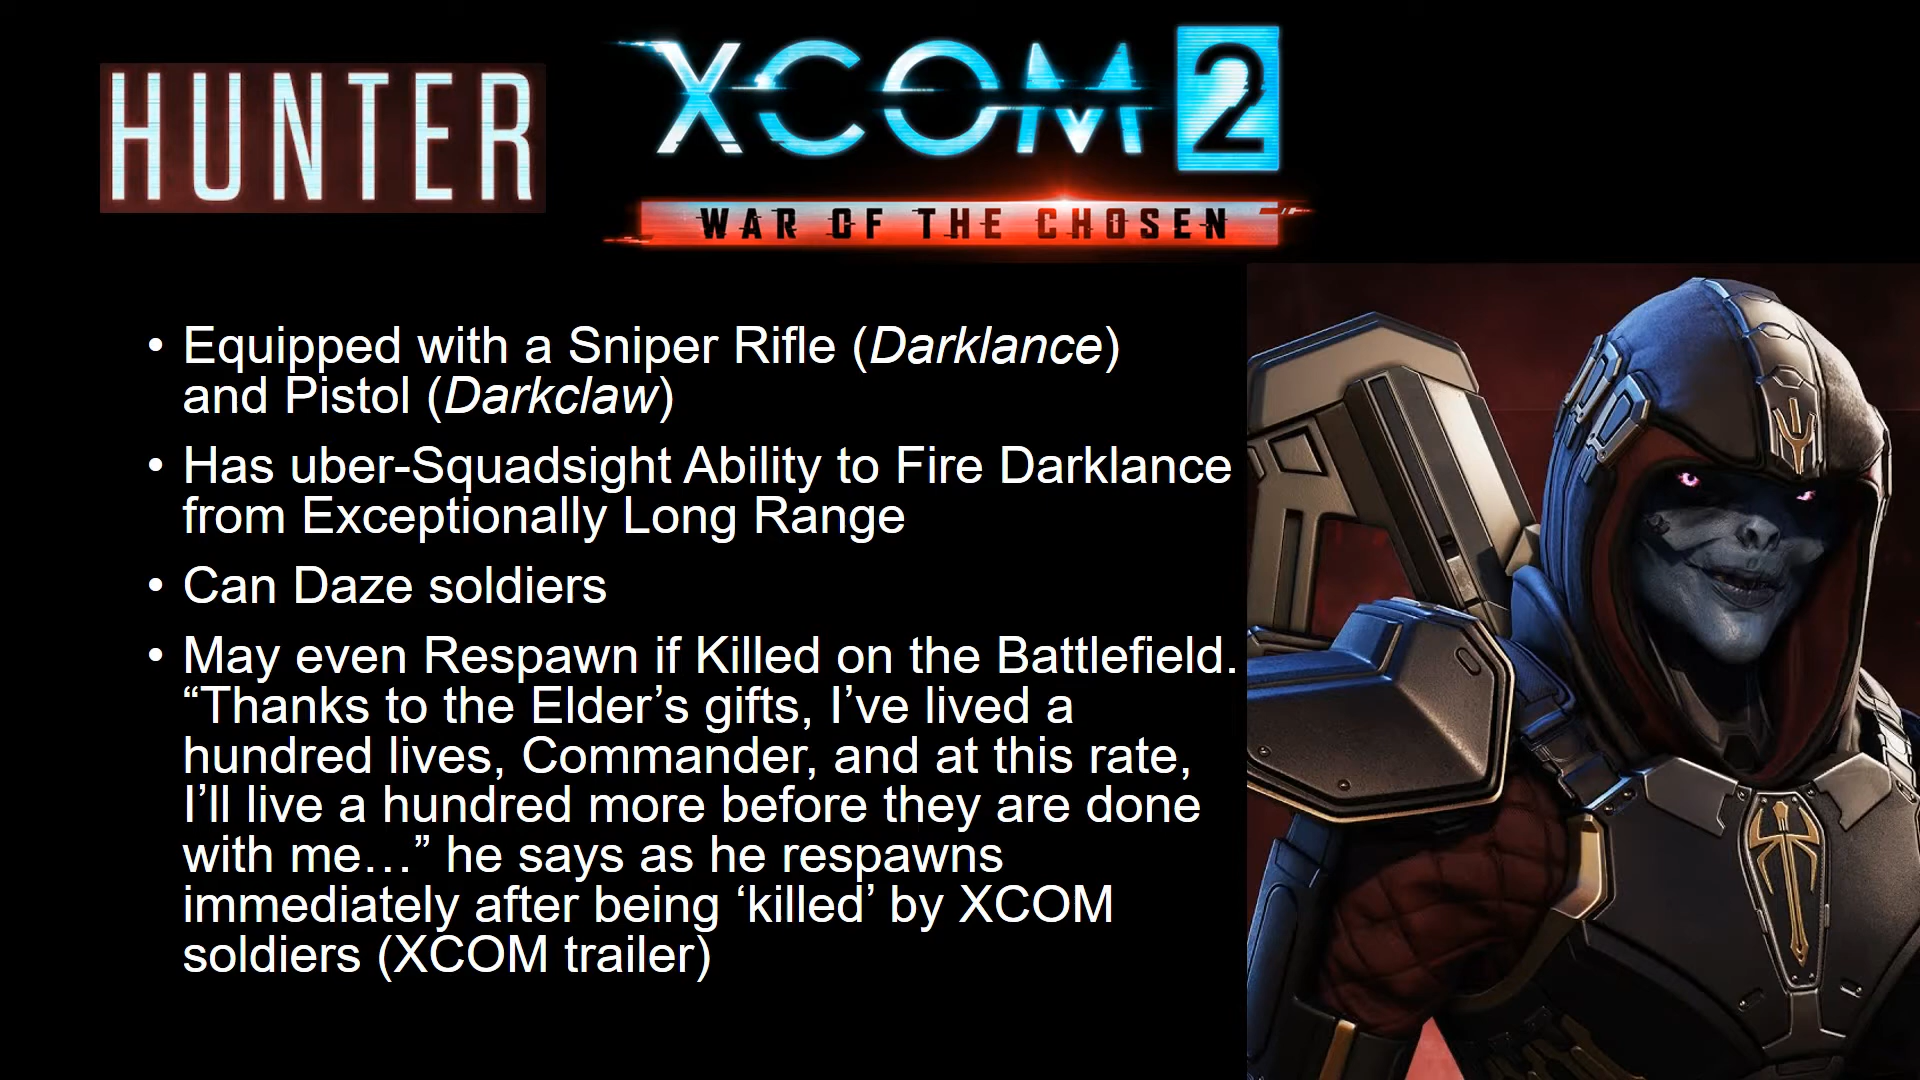 HUNTER
XCOM 2
WAR OF THE CHOSEN
• Equipped with a Sniper Rifle (Darklance)
and Pistol (Darkclaw)
• Has uber-Squadsight Ability to Fire Darklance
from Exceptionally Long Range
• Can Daze soldiers
• May even Respawn if Killed on the Battlefield.
“Thanks to the Elder’s gifts, I’ve lived a
hundred lives, Commander, and at this rate,
I’ll live a hundred more before they are done
with me…” he says as he respawns
immediately after being ‘killed’ by XCOM
soldiers (XCOM trailer)